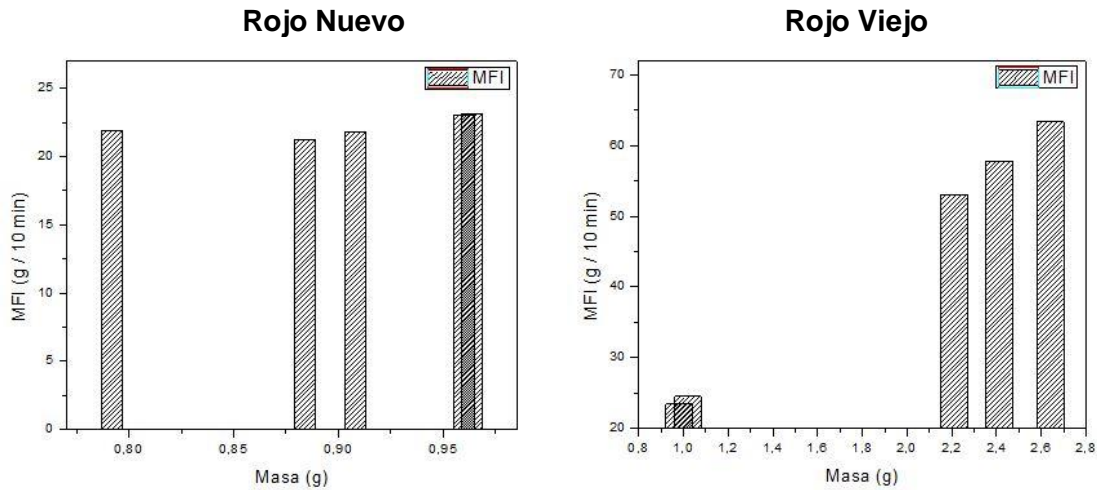 Rojo Nuevo
MFI
25
20
15
10
5
0
MFI (g / 10 min)
0,80 0,85 0,90 0,95
Masa (g)
Rojo Viejo
MFI
70
60
50
40
30
20
MFI (g / 10 min)
0,8 1,0 1,2 1,4 1,6 1,8 2,0 2,2 2,4 2,6 2,8
Masa (g)